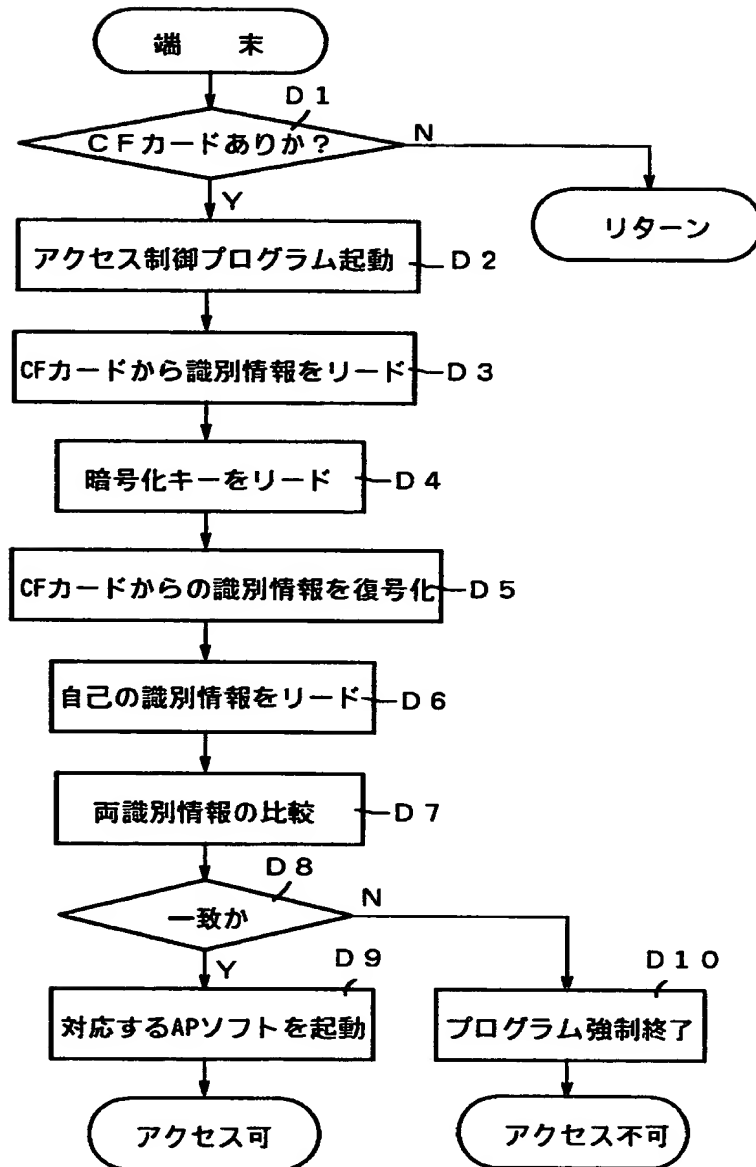 端 末
D1
CFカードありか?
N
Y
リターン
アクセス制御プログラム起動
D2
CFカードから識別情報をリード
D3
暗号化キーをリード
D4
CFカードからの識別情報を復号化
D5
自己の識別情報をリード
D6
両識別情報の比較
D7
D8
一致か
N
Y
D9
D10
対応するAPソフトを起動
プログラム強制終了
アクセス可
アクセス不可